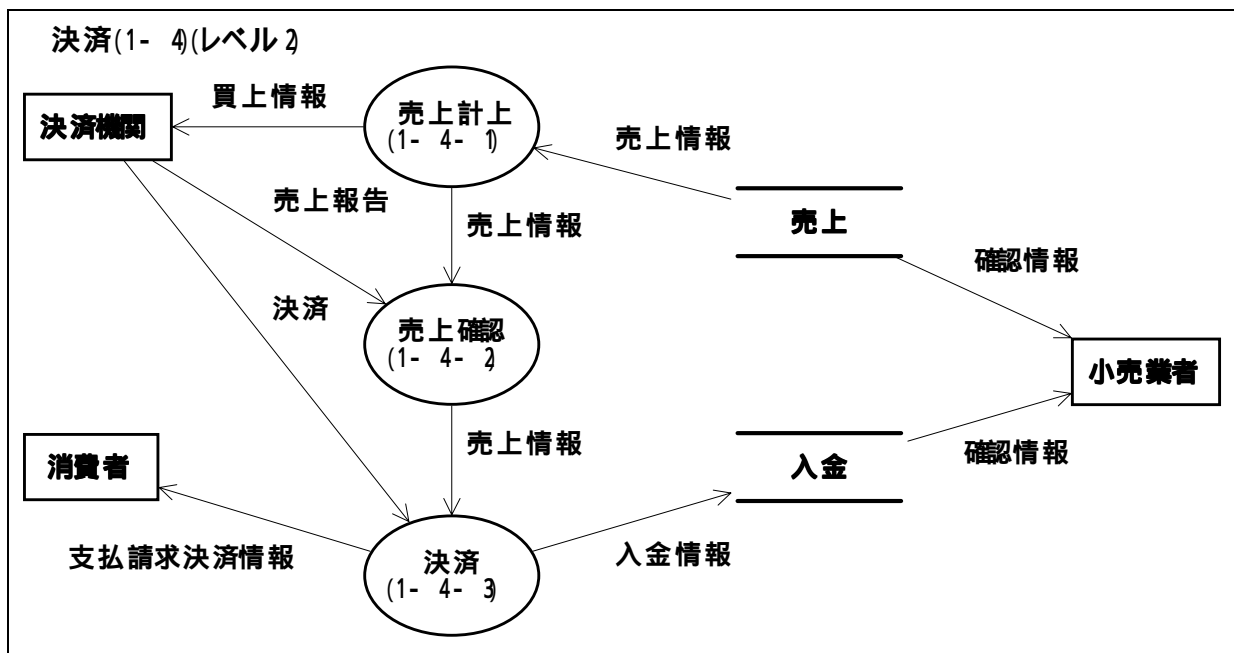 決済(1- 4)(レベル2)
買上情報
売上計上
(1- 4- 1)
決済機関
売上情報
売上報告
売上情報
売上
確認情報
決済
売上確認
(1- 4- 2)
小売業者
売上情報
消費者
入金
確認情報
支払請求決済情報
決済
(1- 4- 3)
入金情報